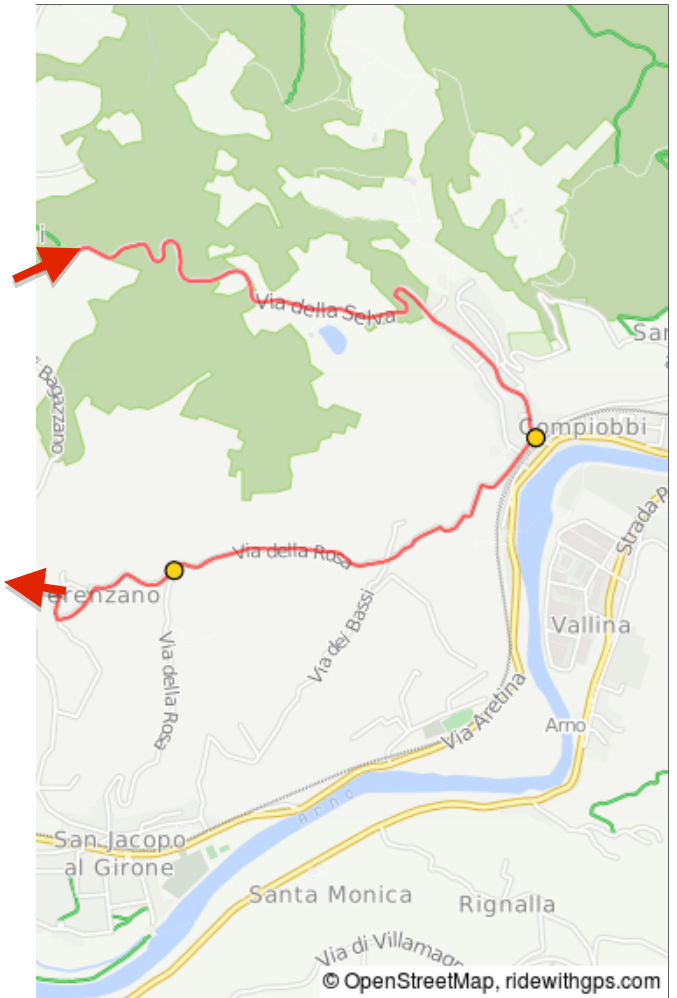 i
Via della Selva
San
i Bagazzano
Compiobbi
Strada P
Via della Rosa
erenzano
Via dei Bassi
Vallina
Via della Rosa
Via Aretina
Arno
Arno
San Jacopo
al Girone
Santa Monica
Rignalla
Via di Villamagn
© OpenStreetMap, ridewithgps.com